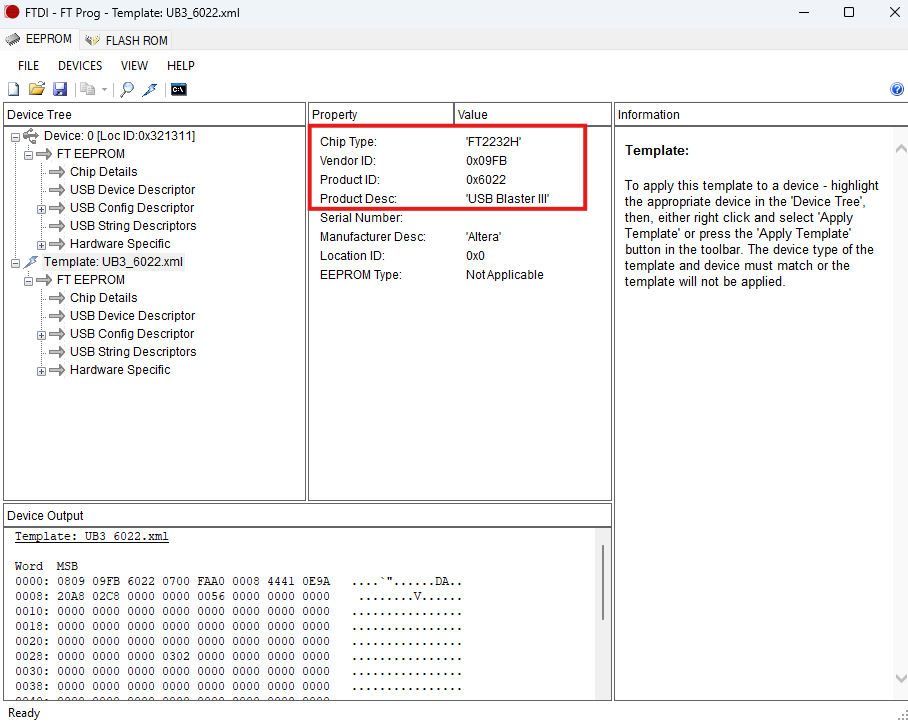 FTDI - FT Prog - Template: UB3_6022.xml
EEPROM
FLASH ROM
FILE
DEVICES
VIEW
HELP
C:\
Device Tree
Device: 0 [Loc ID:0x321311]
FT EEPROM
Chip Details
USB Device Descriptor
USB Config Descriptor
USB String Descriptors
Hardware Specific
Template: UB3_6022.xml
FT EEPROM
Chip Details
USB Device Descriptor
USB Config Descriptor
USB String Descriptors
Hardware Specific
Property Value
Chip Type: 'FT2232H'
Vendor ID: 0x09FB
Product ID: 0x6022
Product Desc: 'USB Blaster III'
Serial Number:
Manufacturer Desc: 'Altera'
Location ID: 0x0
EEPROM Type: NotApplicable
Information
Template:
To apply this template to a device - highlight
the appropriate device in the 'Device Tree',
then, either right click and select 'Apply
Template' or press the 'Apply Template'
button in the toolbar. The device type of the
template and device must match or the
template will not be applied.
Device Output
Template: UB3_6022.xml
Word MSB
0000: 0809 09FB 6022 0700 FAA0 0008 4441 0E9A ....`"......DA..
0008: 20A8 02C8 0000 0000 0056 0000 0000 0000 ........V......
0010: 0000 0000 0000 0000 0000 0000 0000 0000 ................
0018: 0000 0000 0000 0000 0000 0000 0000 0000 ................
0020: 0000 0000 0000 0000 0000 0000 0000 0000 ................
0028: 0000 0000 0000 0302 0000 0000 0000 0000 ................
0030: 0000 0000 0000 0000 0000 0000 0000 0000 ................
0038: 0000 0000 0000 0000 0000 0000 0000 0000 ................
Ready